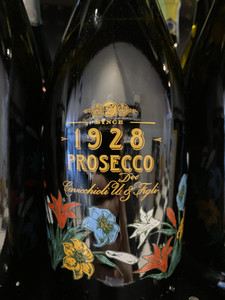 SINCE
1928
PROSECCO
Doc
Cavicchioli U. & Figli